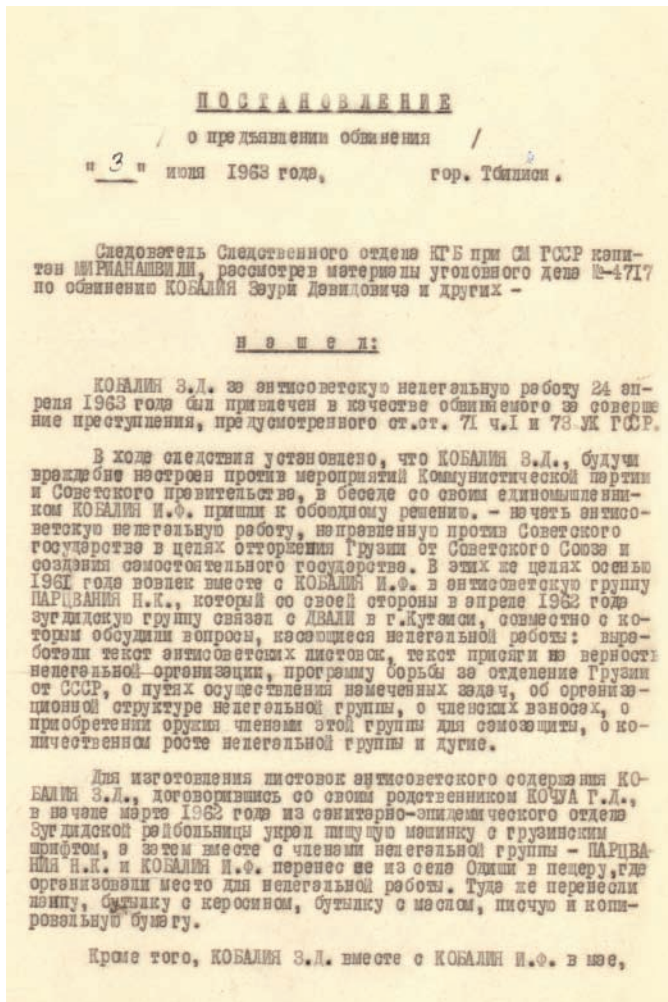 ПОСТАНОВЛЕНИЕ
о предъявлении обвинения /
" 3 " июля 1963 года, гор. Тбилиси.
Следователь Следственного отдела КГБ при СМ ГССР капи-
тан МИРИАНАШВИЛИ, рассмотрев материалы уголовного дела №-4717
по обвинению КОБАЛИЯ Заури Давидовича и других -
нашел:
КОБАЛИЯ З.Д. за антисоветскую нелегальную работу 24 ап-
реля 1963 года был привлечен в качестве обвиняемого за соверше
ние преступления, предусмотренного ст.ст. 71 ч.I и 73 УК ГССР.
В ходе следствия установлено, что КОБАЛИЯ З.Д., будучи
враждебно настроен против мероприятий Коммунистической партии
и Советского правительства, в беседе со своим единомышленни-
ком КОБАЛИЯ И.Ф. пришли к обоюдному решению. - начать антисо-
ветскую нелегальную работу, направленную против Советского
государства в целях отторжения Грузии от Советского Союза и
создания самостоятельного государства. В этих же целях осенью
1961 года вовлек вместе с КОБАЛИЯ И.Ф. в антисоветскую группу
ПАРЦВАНИЯ Н.К., который со своей стороны в апреле 1962 года
зугдидскую группу связал с ДВАЛИ в г.Кутаиси, совместно с ко-
торым обсудили вопросы, касающиеся нелегальной работы: выра-
ботали текст антисоветских листовок, текст присяги на верность
нелегальной организации, программу борьбы за отделение Грузии
от СССР, о путях осуществления намеченных задач, об организа-
ционной структуре нелегальной группы, о членских взносах, о
приобретении оружия членами этой группы для самозащиты, о ко-
личественном росте нелегальной группы и дугие.
Для изготовления листовок антисоветского содержания КО-
БАЛИЯ З.Д., договорившись со своим родственником КОЧУА Г.Д.,
в начале марта 1962 года из санитарно-эпидемического отдела
Зугдидской райбольницы украл пишущую машинку с грузинским
шрифтом, а затем вместе с членами нелегальной группы - ПАРЦВА-
НИЯ Н.К. и КОБАЛИЯ И.Ф. перенес ее из села Одиши в пещеру,где
организовали место для нелегальной работы. Туда же перенесли
лампу, бутылку с керосином, бутылку с маслом, писчую и копи-
ровальную бумагу.
Кроме того, КОБАЛИЯ З.Д. вместе с КОБАЛИЯ И.Ф. в мае,